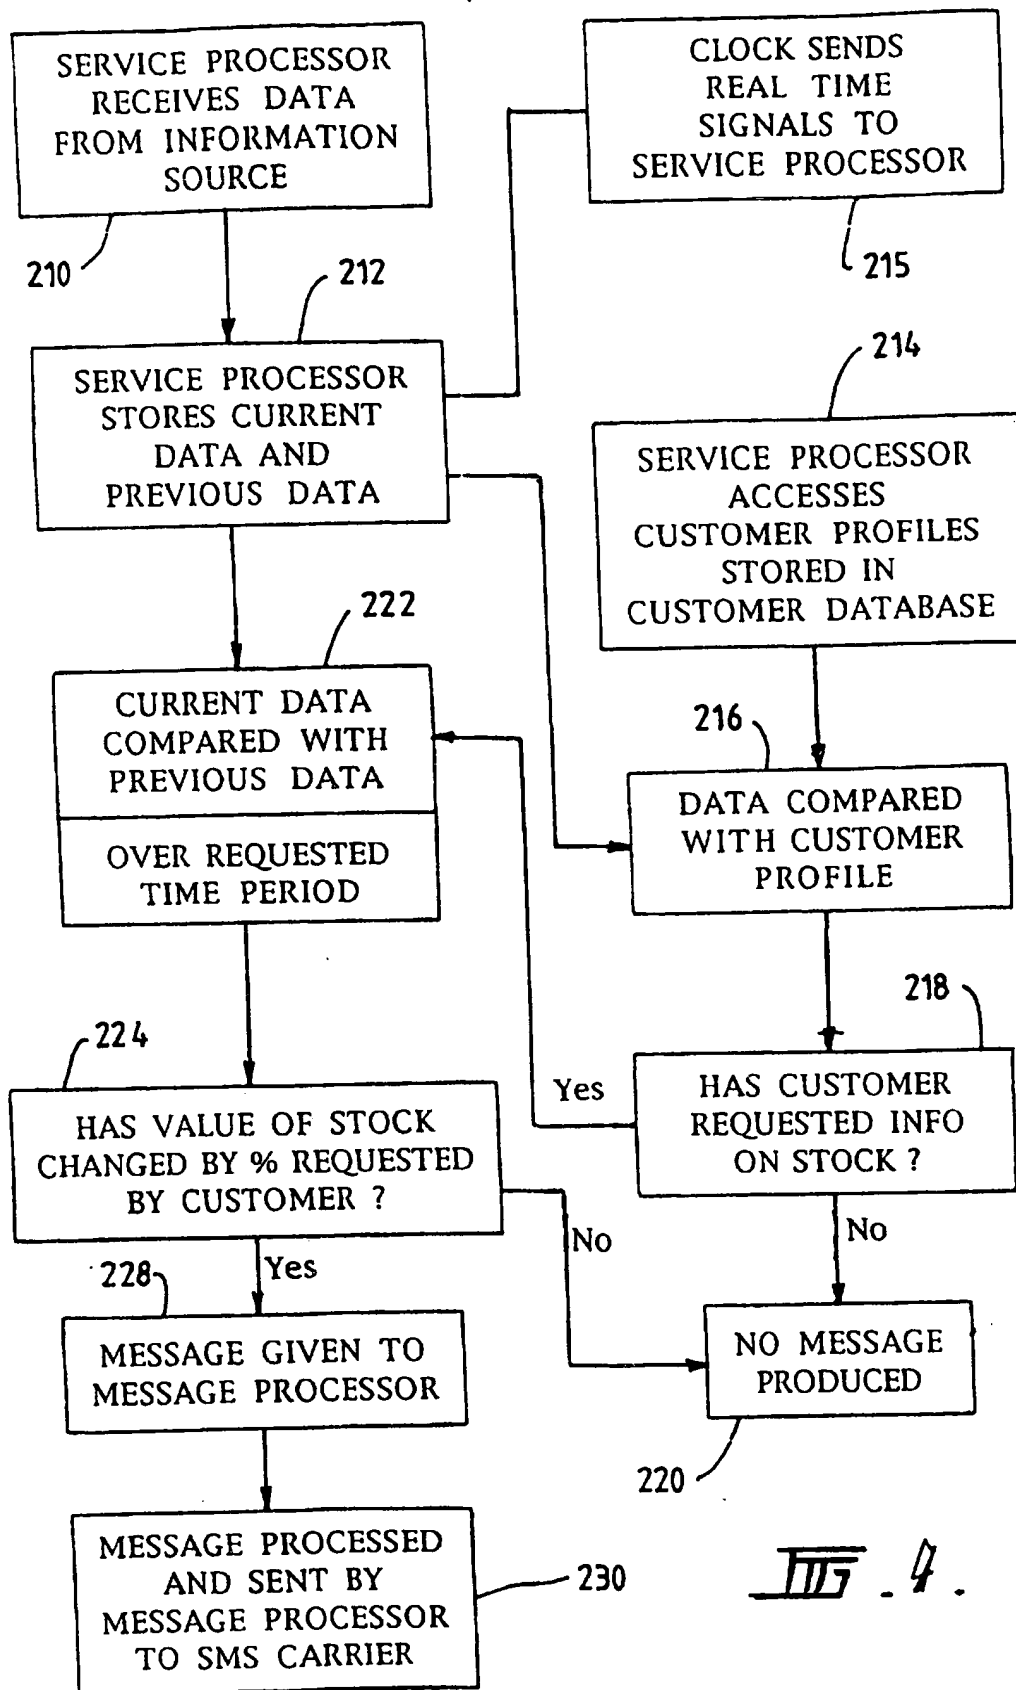 SERVICE PROCESSOR
RECEIVES DATA
FROM INFORMATION
SOURCE
210
CLOCK SENDS
REAL TIME
SIGNALS TO
SERVICE PROCESSOR
215
212
SERVICE PROCESSOR
STORES CURRENT
DATA AND
PREVIOUS DATA
214
SERVICE PROCESSOR
ACCESSES
CUSTOMER PROFILES
STORED IN
CUSTOMER DATABASE
222
CURRENT DATA
COMPARED WITH
PREVIOUS DATA
OVER REQUESTED
TIME PERIOD
216
DATA COMPARED
WITH CUSTOMER
PROFILE
218
HAS CUSTOMER
REQUESTED INFO
ON STOCK ?
Yes
No
224
HAS VALUE OF STOCK
CHANGED BY % REQUESTED
BY CUSTOMER ?
No
Yes
228
MESSAGE GIVEN TO
MESSAGE PROCESSOR
NO MESSAGE
PRODUCED
220
MESSAGE PROCESSED
AND SENT BY
MESSAGE PROCESSOR
TO SMS CARRIER
230
FIG . 4 .